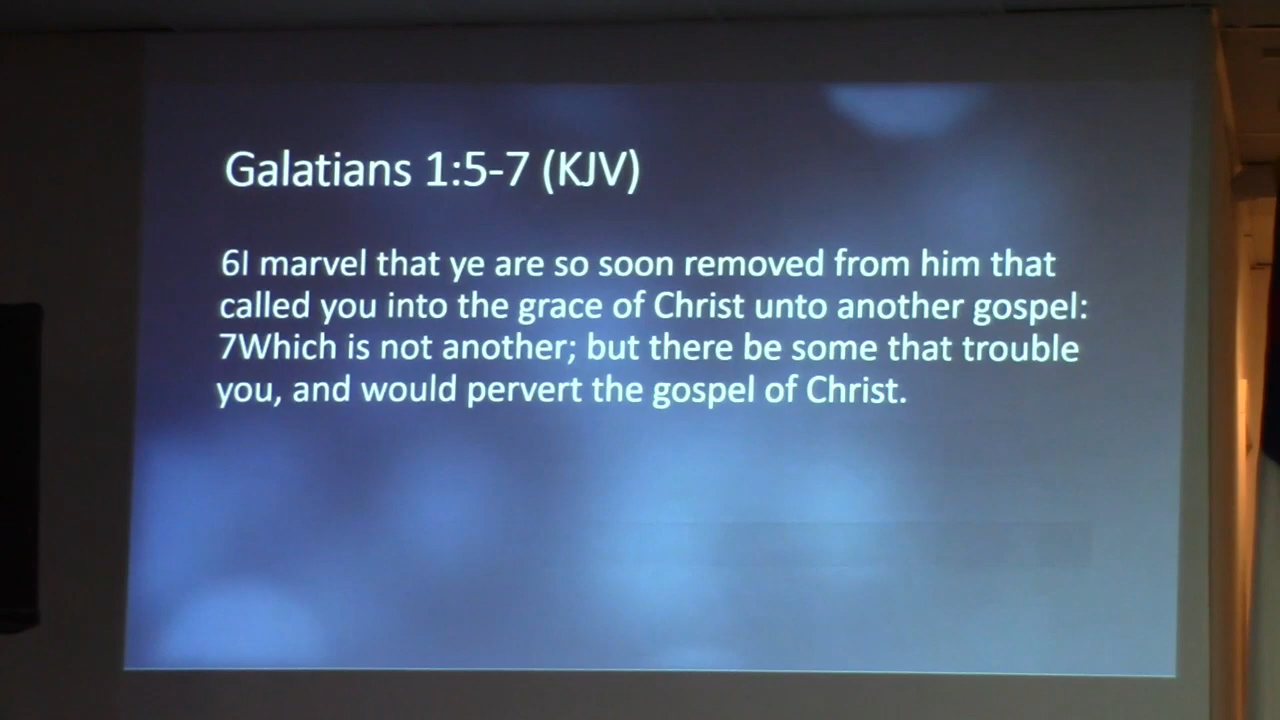 Galatians 1:5-7 (KJV)
6I marvel that ye are so soon removed from him that
called you into the grace of Christ unto another gospel:
7Which is not another; but there be some that trouble
you, and would pervert the gospel of Christ.